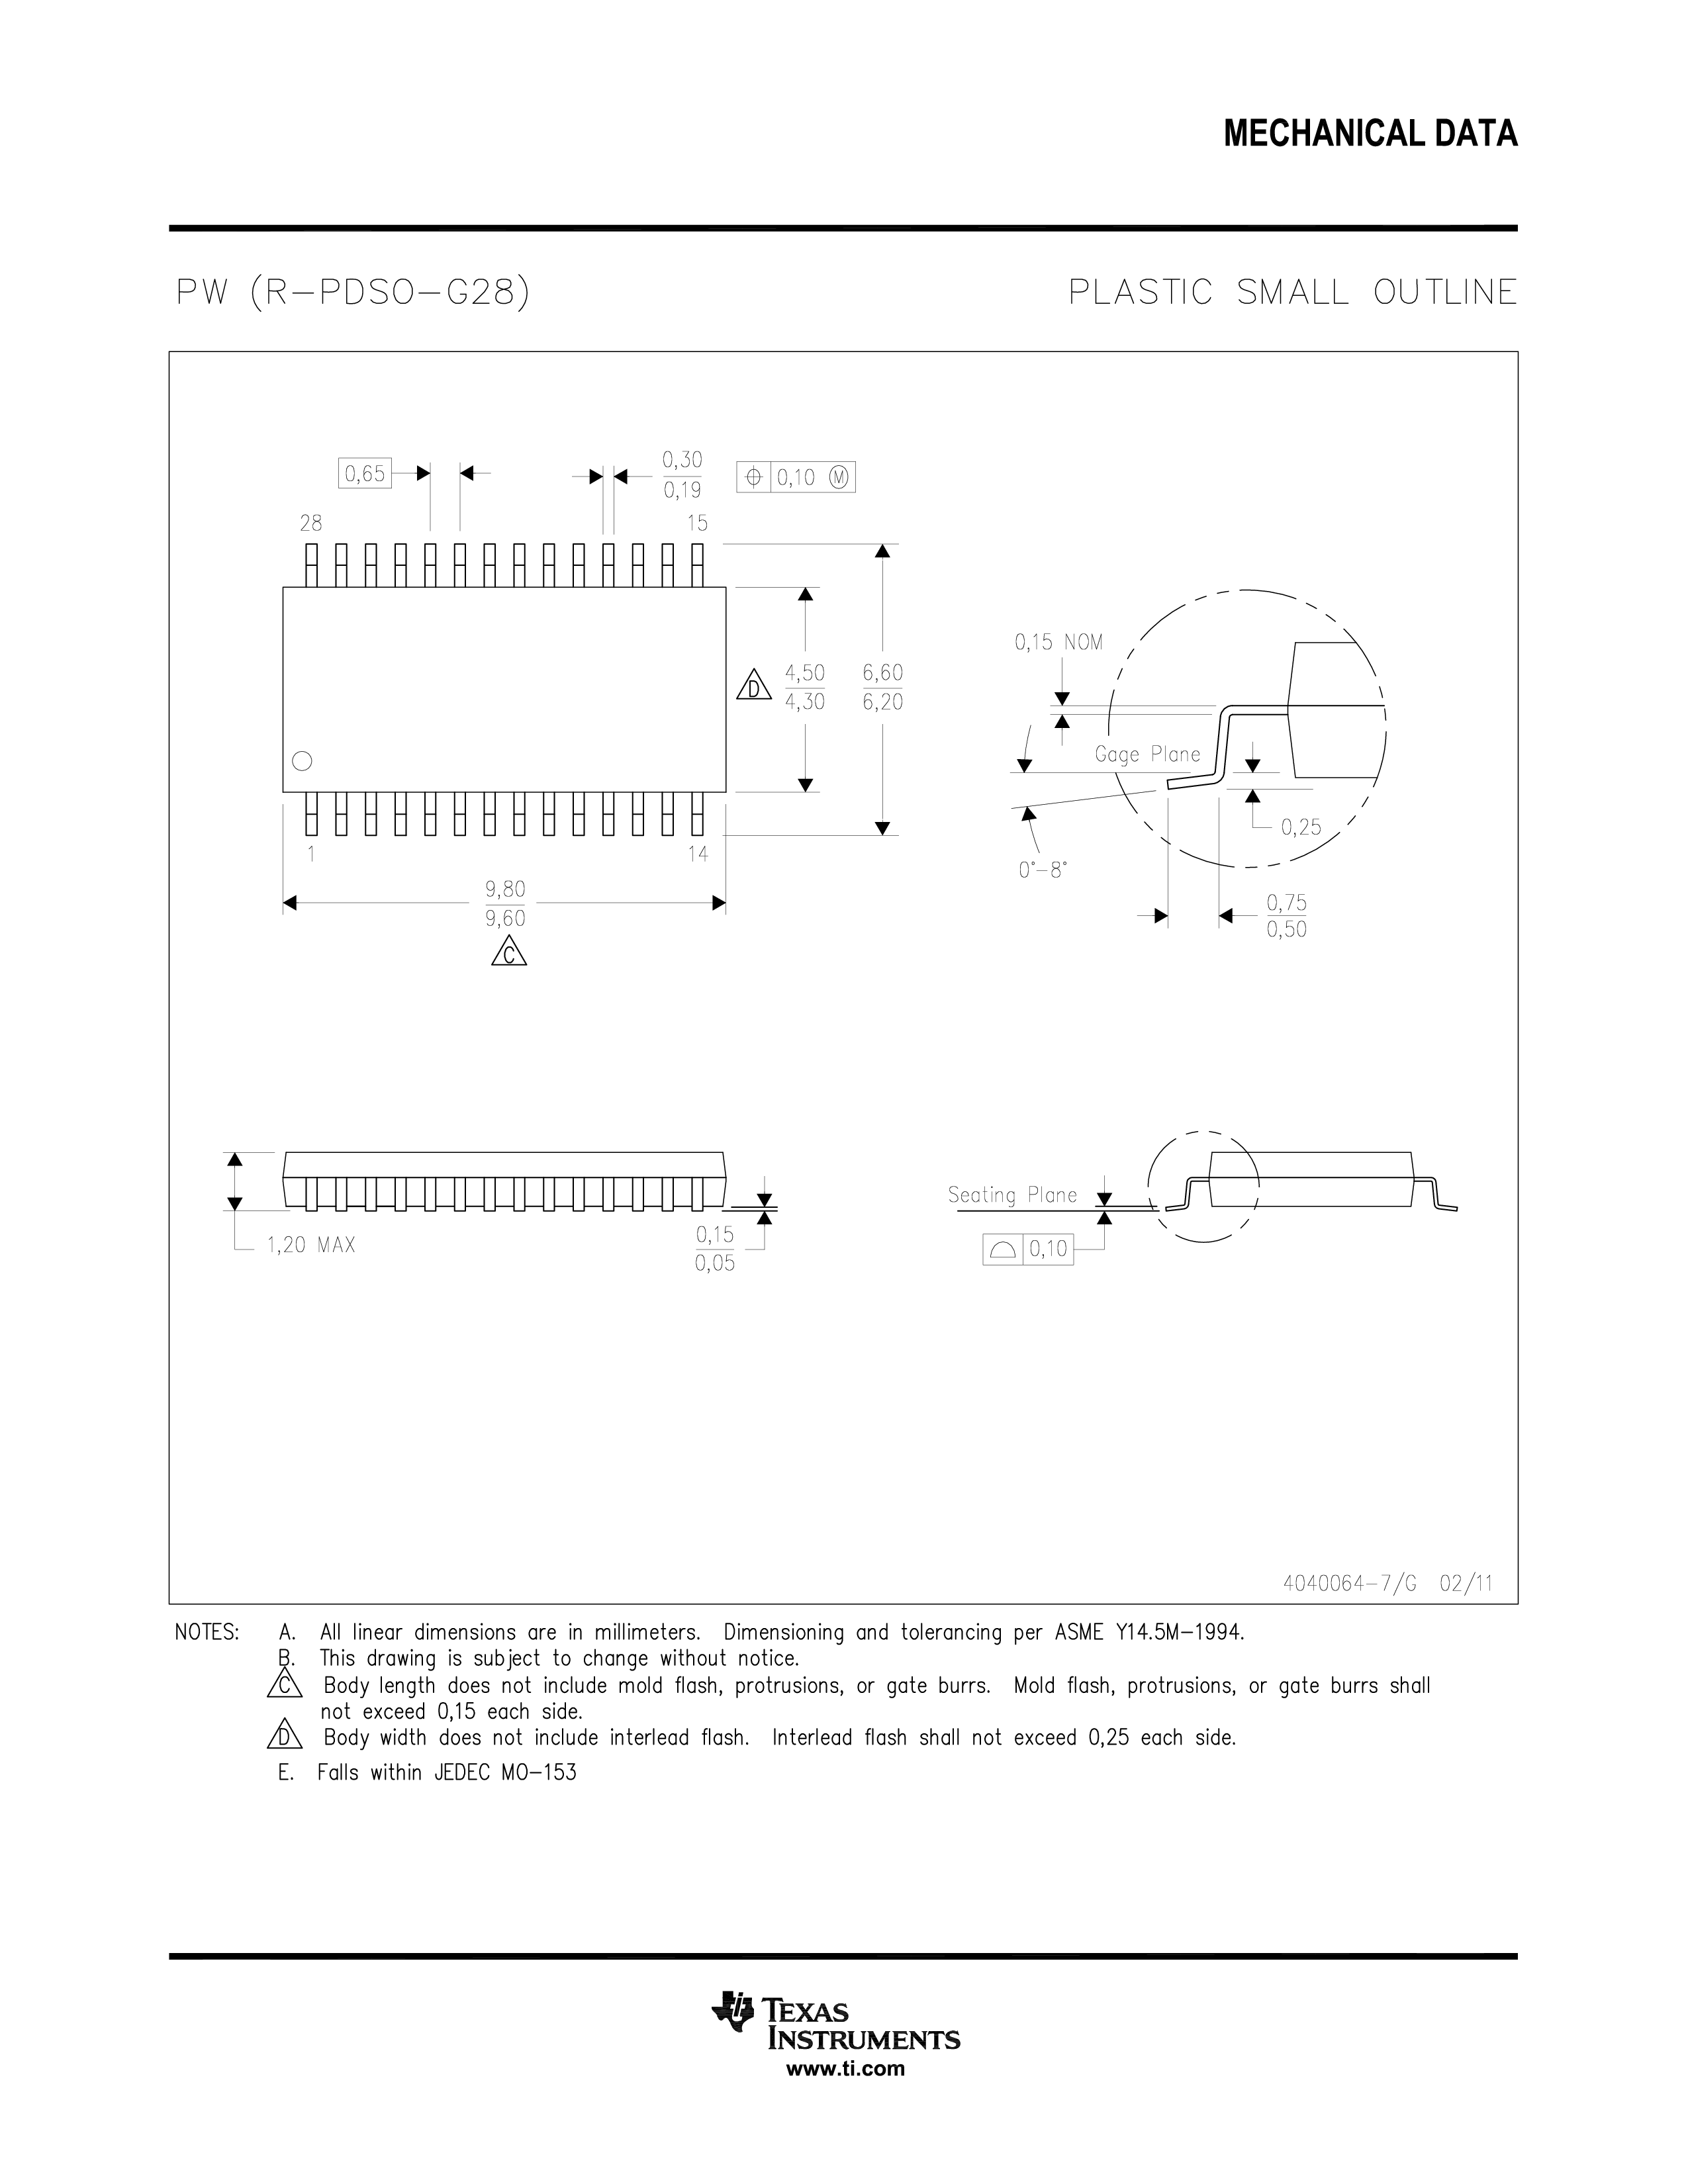 MECHANICAL DATA
PW (R-PDSO-G28)
PLASTIC SMALL OUTLINE
0,65
0,30
0,19
0,10 Ⓜ
28
15
4,50
4,30
6,60
6,20
D
1
14
9,80
9,60
C
0,15 NOM
Gage Plane
0,25
0°-8°
0,75
0,50
1,20 MAX
0,15
0,05
Seating Plane
0,10
4040064-7/G 02/11
NOTES: A. All linear dimensions are in millimeters. Dimensioning and tolerancing per ASME Y14.5M-1994.
B. This drawing is subject to change without notice.
C Body length does not include mold flash, protrusions, or gate burrs. Mold flash, protrusions, or gate burrs shall
not exceed 0,15 each side.
D Body width does not include interlead flash. Interlead flash shall not exceed 0,25 each side.
E. Falls within JEDEC MO-153
TEXAS
INSTRUMENTS
www.ti.com